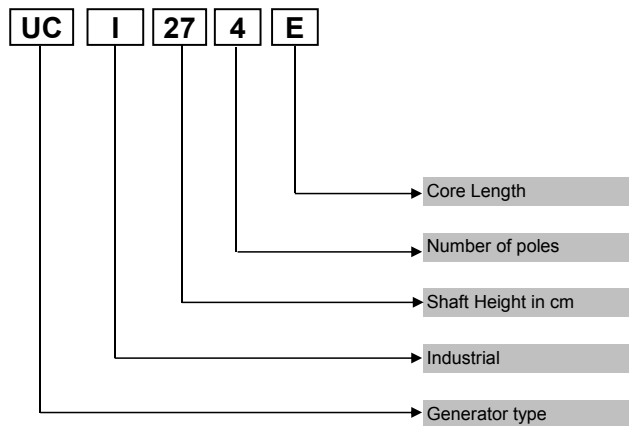 UC I 27 4 E
Core Length
Number of poles
Shaft Height in cm
Industrial
Generator type